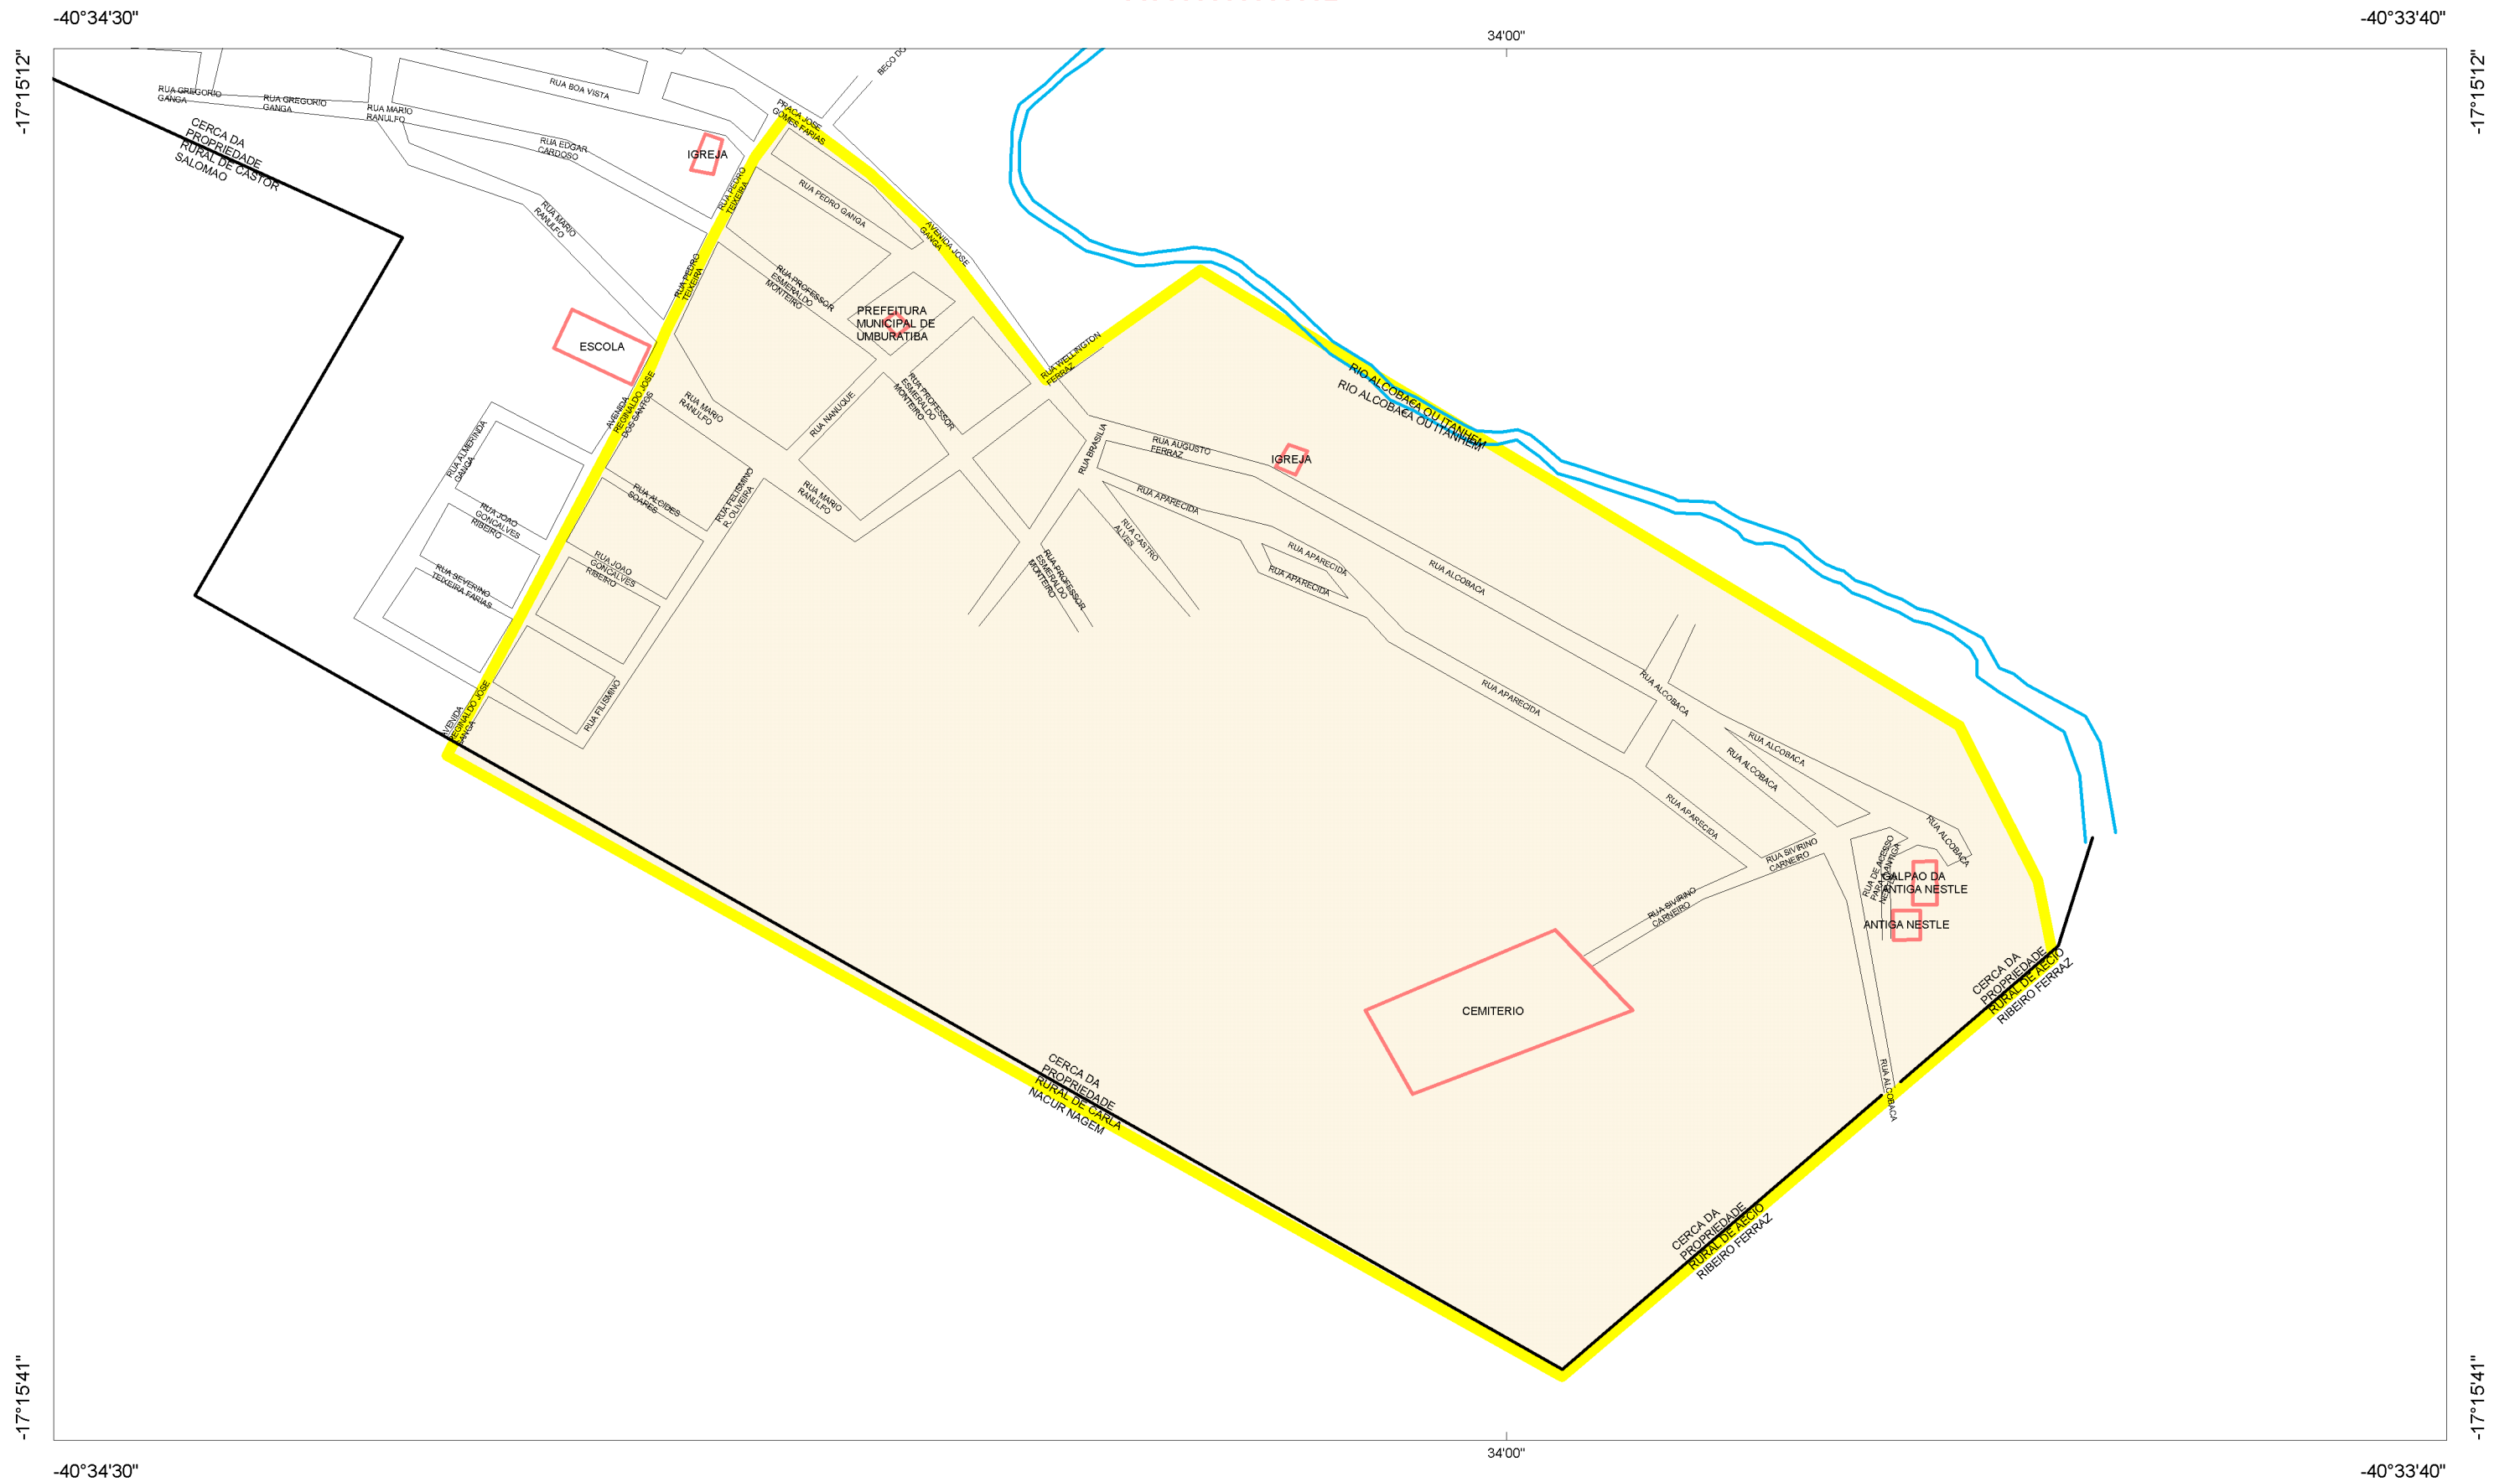 -40°34'30"
-40°33'40"
34'00"
-17°15'12"
-17°15'12"
BECO DO
RUA BOA VISTA
RUA GREGORIO
GANGA
RUA GREGORIO
GANGA
RUA MARIO
RANULFO
PRACA JOSE
GOMES FARIAS
CERCA DA
PROPRIEDADE
RURAL DE CASTOR
SALOMAO
RUA EDGAR
CARDOSO
IGREJA
RUA PEDRO
TEIXEIRA
RUA PEDRO GANGA
RUA MARIO
RANULFO
AVENIDA JOSE
GANGA
RUA PEDRO
TEIXEIRA
RUA PROFESSOR
ESMERALDO
MONTEIRO
PREFEITURA
MUNICIPAL DE
UMBURATIBA
ESCOLA
RUA WELLINGTON
FERRAZ
RIO ALCOBACA OU ITANHEM
RIO ALCOBACA OU ITANHEM
AVENIDA
REGINALDO JOSE
DOS SANTOS
RUA MARIO
RANULFO
RUA NANUQUE
RUA PROFESSOR
ESMERALDO
MONTEIRO
RUA ALMERINDA
GANGA
RUA BRASILIA
RUA AUGUSTO
FERRAZ
IGREJA
RUA ALCIDES
SOARES
RUA FELISMINO
R. OLIVEIRA
RUA MARIO
RANULFO
RUA APARECIDA
RUA JOAO
GONCALVES
RIBEIRO
RUA CASTRO
ALVES
RUA JOAO
GONCALVES
RIBEIRO
RUA PROFESSOR
ESMERALDO
MONTEIRO
RUA APARECIDA
RUA APARECIDA
RUA ALCOBACA
RUA SEVERINO
TEIXEIRA FARIAS
RUA ALCOBACA
RUA APARECIDA
AVENIDA
REGINALDO JOSE
GANGA
RUA FILISMINO
RUA ALCOBACA
RUA ALCOBACA
RUA APARECIDA
RUA ALCOBACA
RUA SIVIRINO
CARNEIRO
RUA DE ACESSO
PARA A ANTIGA
NESTLE
GALPAO DA
ANTIGA NESTLE
RUA SIVIRINO
CARNEIRO
ANTIGA NESTLE
CERCA DA
PROPRIEDADE
RURAL DE AECIO
RIBEIRO FERRAZ
CEMITERIO
CERCA DA
PROPRIEDADE
RURAL DE CARLA
NACUR NAGEM
RUA ALCOBACA
CERCA DA
PROPRIEDADE
RURAL DE AECIO
RIBEIRO FERRAZ
-17°15'41"
-17°15'41"
34'00"
-40°34'30"
-40°33'40"